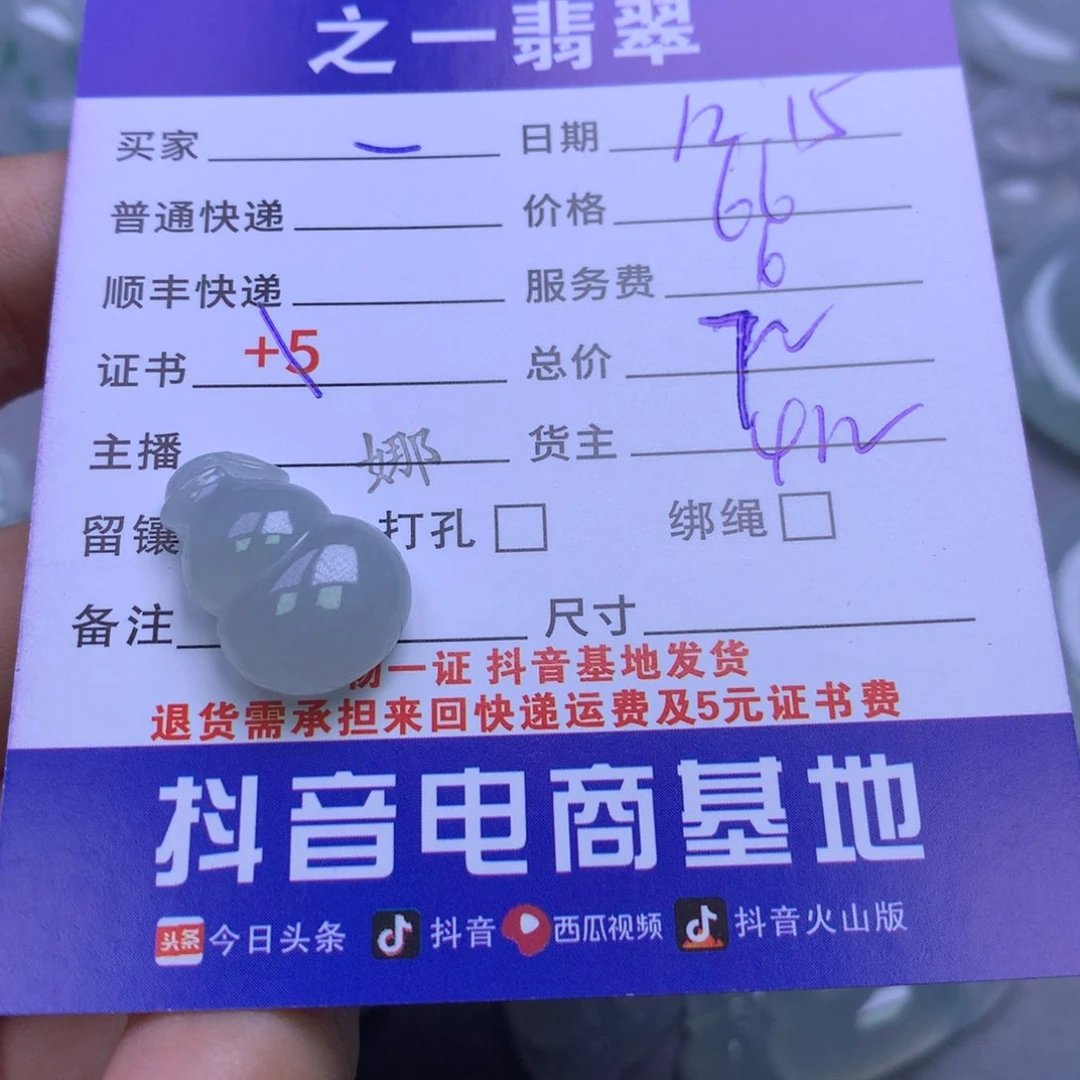 之一翡翠
买家 一 日期 12.15
普通快递 价格 66
顺丰快递 服务费 6
证书 +5 总价 72
主播 娜 货主
留镶 打孔 绑绳
备注 尺寸
物一证 抖音基地发货
退货需承担来回快递运费及5元证书费
抖音电商基地
头条 今日头条 抖音 西瓜视频 抖音火山版